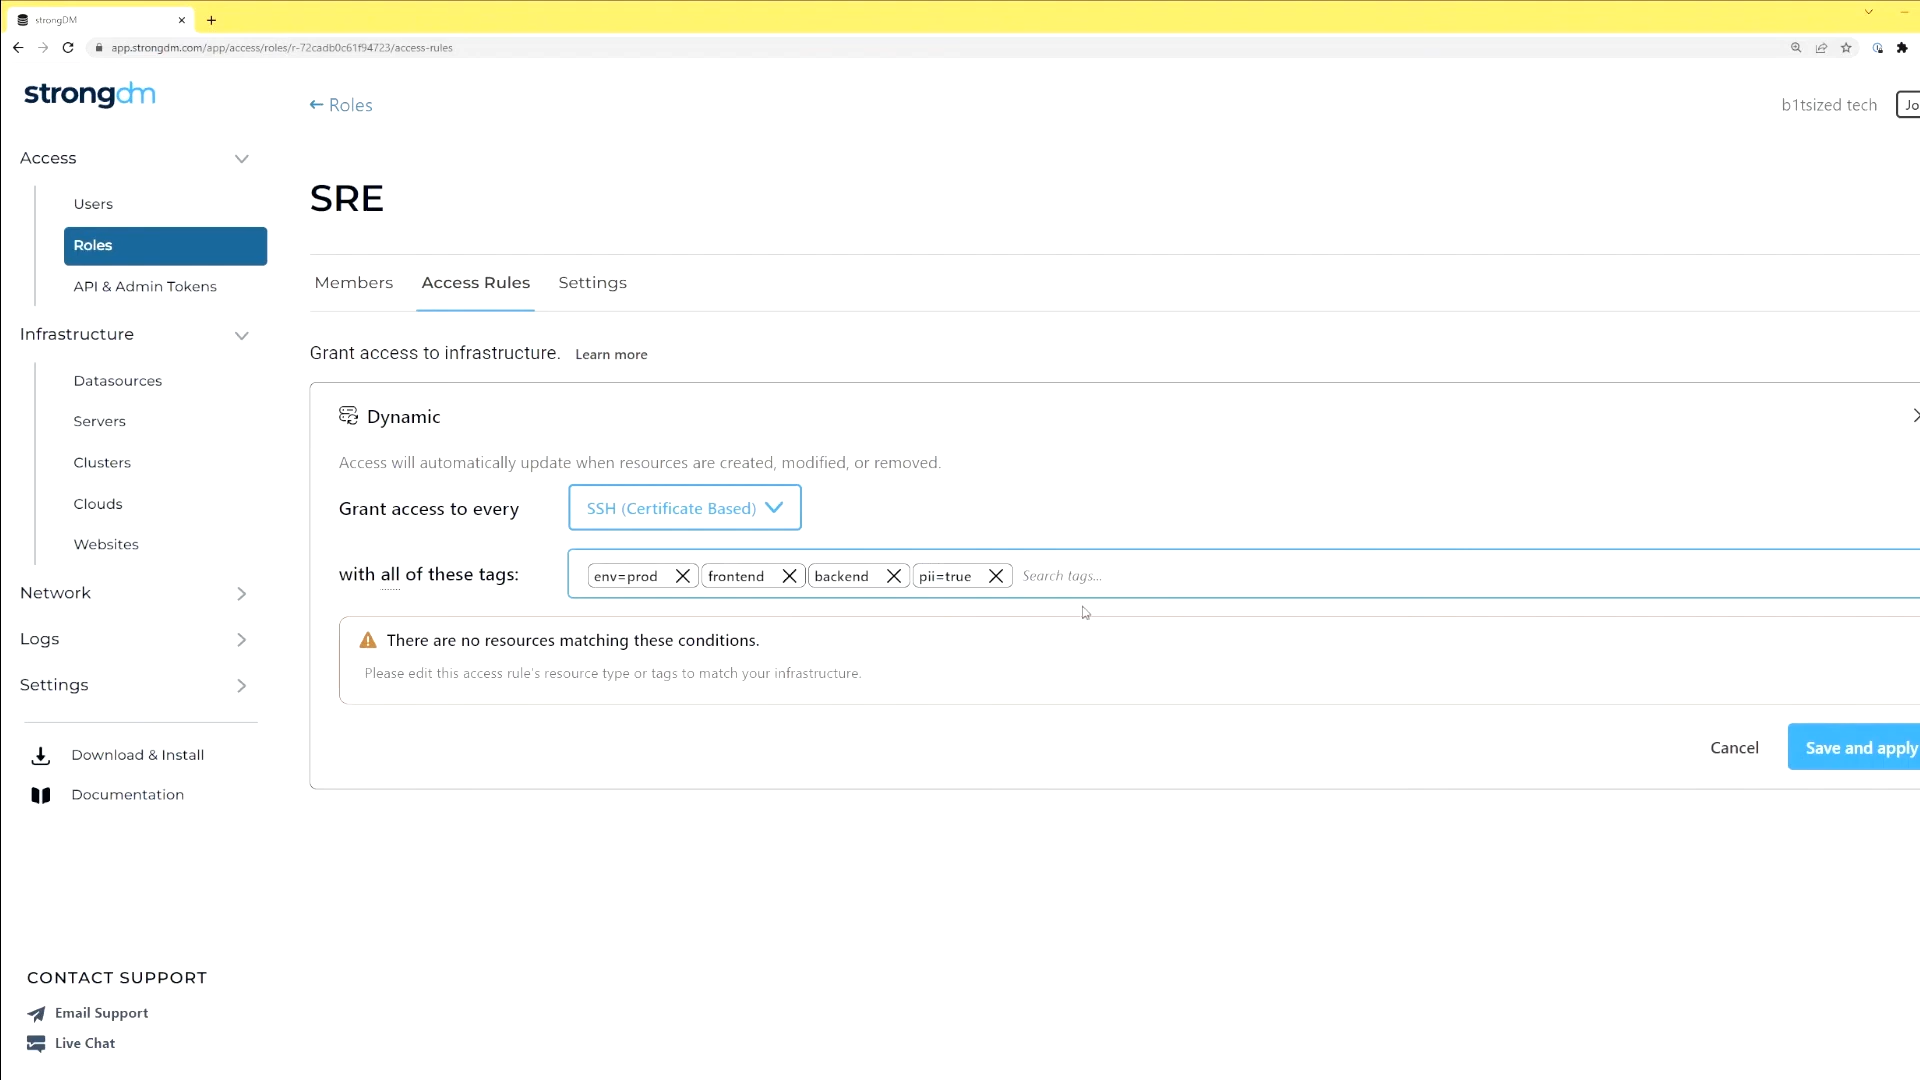 strongDM
app.strongdm.com/app/access/roles/r-72cadb0c61f94723/access-rules
strongdm
← Roles
b1tsized tech
Jo
Access
Users
Roles
API & Admin Tokens
Infrastructure
Datasources
Servers
Clusters
Clouds
Websites
Network
Logs
Settings
Download & Install
Documentation
CONTACT SUPPORT
Email Support
Live Chat
SRE
Members Access Rules Settings
Grant access to infrastructure. Learn more
Dynamic
Access will automatically update when resources are created, modified, or removed.
Grant access to every SSH (Certificate Based)
with all of these tags: env=prod frontend backend pii=true Search tags...
There are no resources matching these conditions.
Please edit this access rule's resource type or tags to match your infrastructure.
Cancel Save and apply